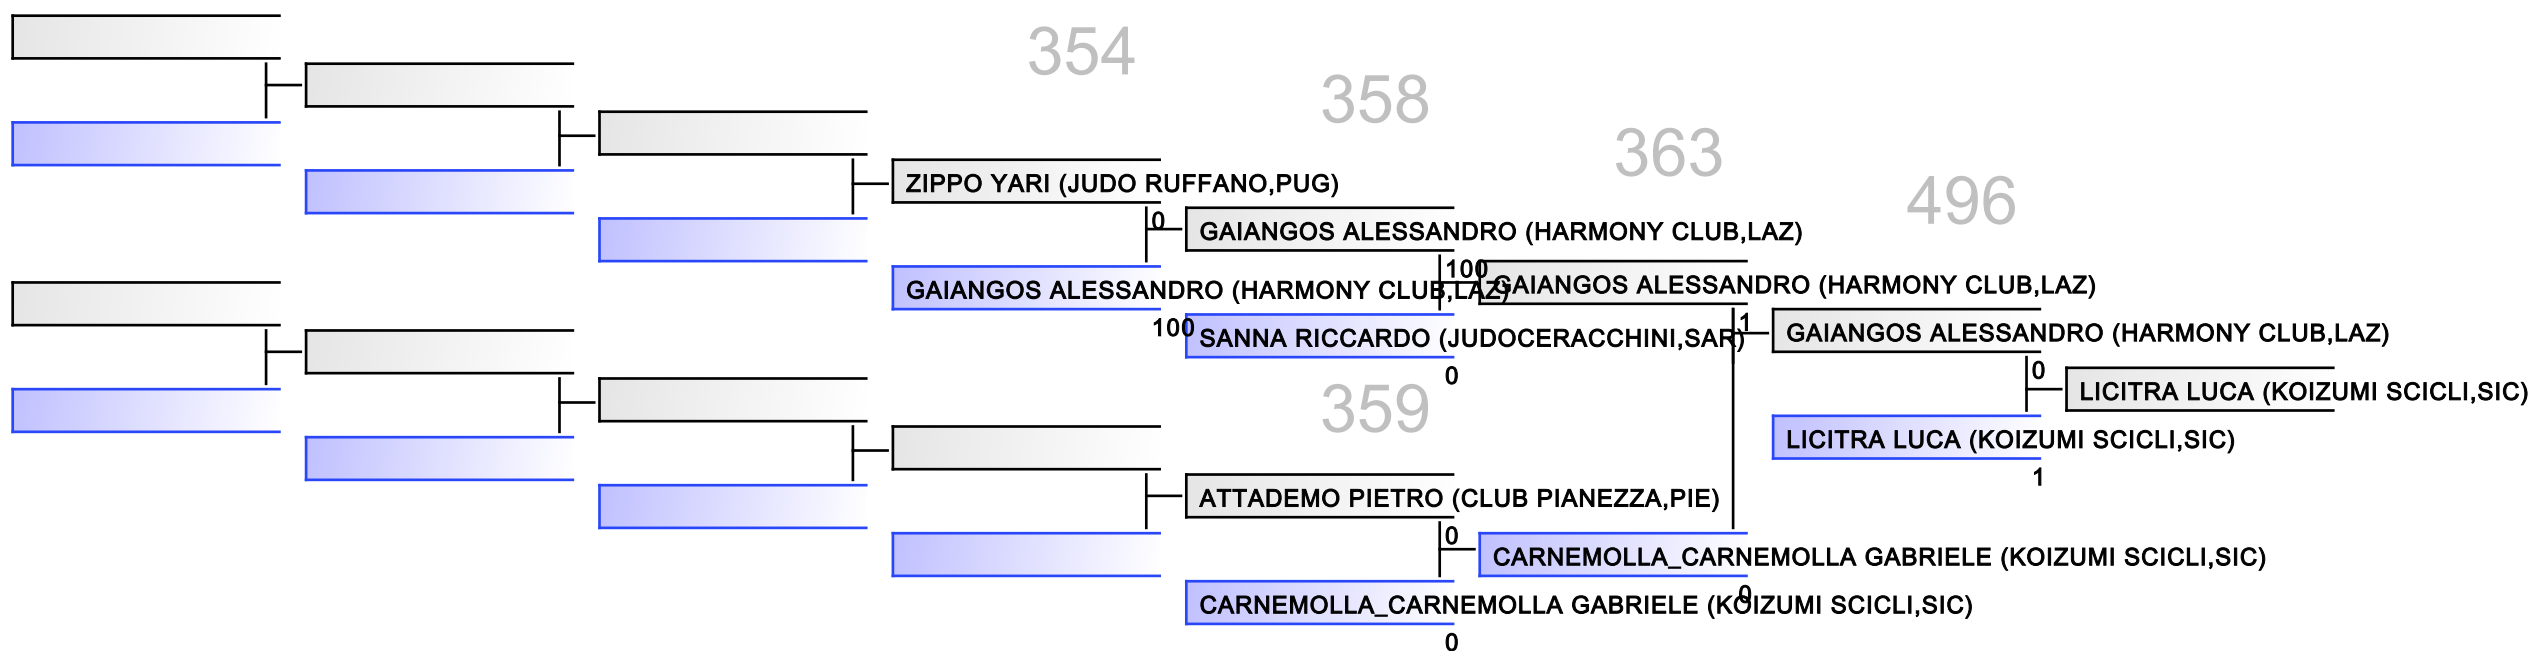 354
358
363
ZIPPO YARI (JUDO RUFFANO,PUG)
496
0
GAIANGOS ALESSANDRO (HARMONY CLUB,LAZ)
100
GAIANGOS ALESSANDRO (HARMONY CLUB,LAZ)
GAIANGOS ALESSANDRO (HARMONY CLUB,LAZ)
100
1
SANNA RICCARDO (JUDOCERACCHINI,SAR)
GAIANGOS ALESSANDRO (HARMONY CLUB,LAZ)
0
0
359
LICITRA LUCA (KOIZUMI SCICLI,SIC)
LICITRA LUCA (KOIZUMI SCICLI,SIC)
1
ATTADEMO PIETRO (CLUB PIANEZZA,PIE)
0
CARNEMOLLA_CARNEMOLLA GABRIELE (KOIZUMI SCICLI,SIC)
0
CARNEMOLLA_CARNEMOLLA GABRIELE (KOIZUMI SCICLI,SIC)
0